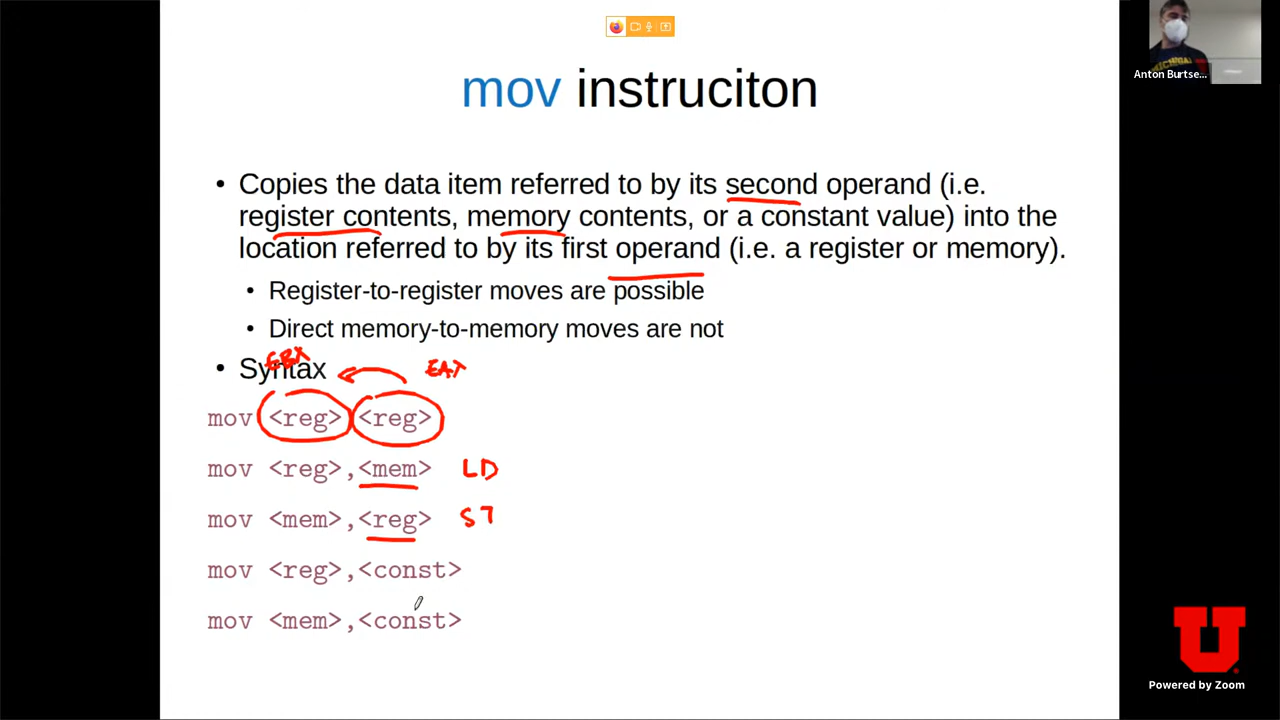 Anton Burtse...
mov instruciton
• Copies the data item referred to by its second operand (i.e.
register contents, memory contents, or a constant value) into the
location referred to by its first operand (i.e. a register or memory).
• Register-to-register moves are possible
• Direct memory-to-memory moves are not
• Syntax
EBX
EAX
mov <reg> <reg>
mov <reg>,<mem> LD
mov <mem>,<reg> ST
mov <reg>,<const>
mov <mem>,<const>
U
Powered by Zoom